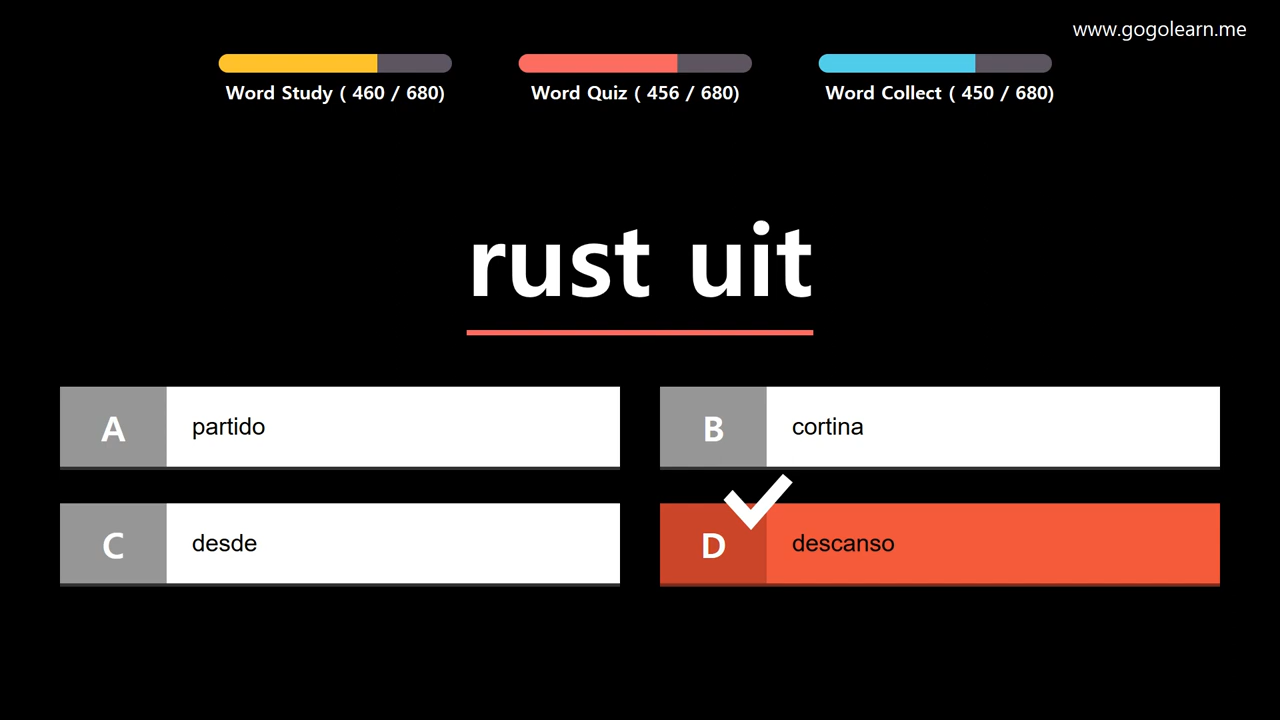 www.gogolearn.me
Word Study ( 460 / 680)
Word Quiz ( 456 / 680)
Word Collect ( 450 / 680)
rust uit
A
partido
B
cortina
C
desde
D
descanso